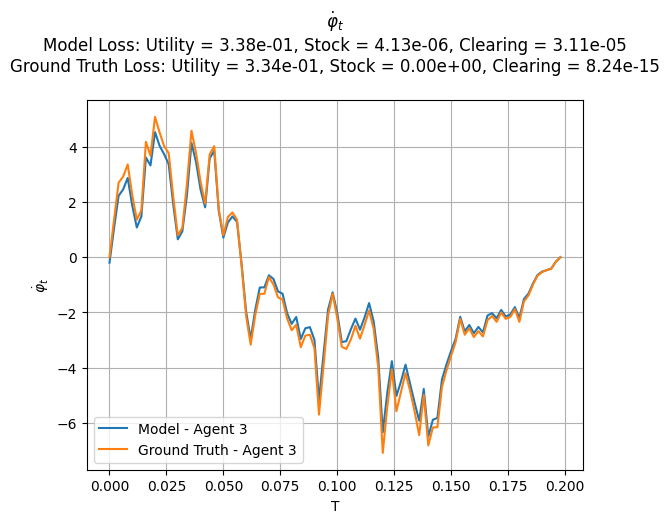 φ̇ₜ
Model Loss: Utility = 3.38e-01, Stock = 4.13e-06, Clearing = 3.11e-05
Ground Truth Loss: Utility = 3.34e-01, Stock = 0.00e+00, Clearing = 8.24e-15
4
2
0
−2
−4
−6
φ̇ₜ
Model - Agent 3
Ground Truth - Agent 3
0.000 0.025 0.050 0.075 0.100 0.125 0.150 0.175 0.200
T